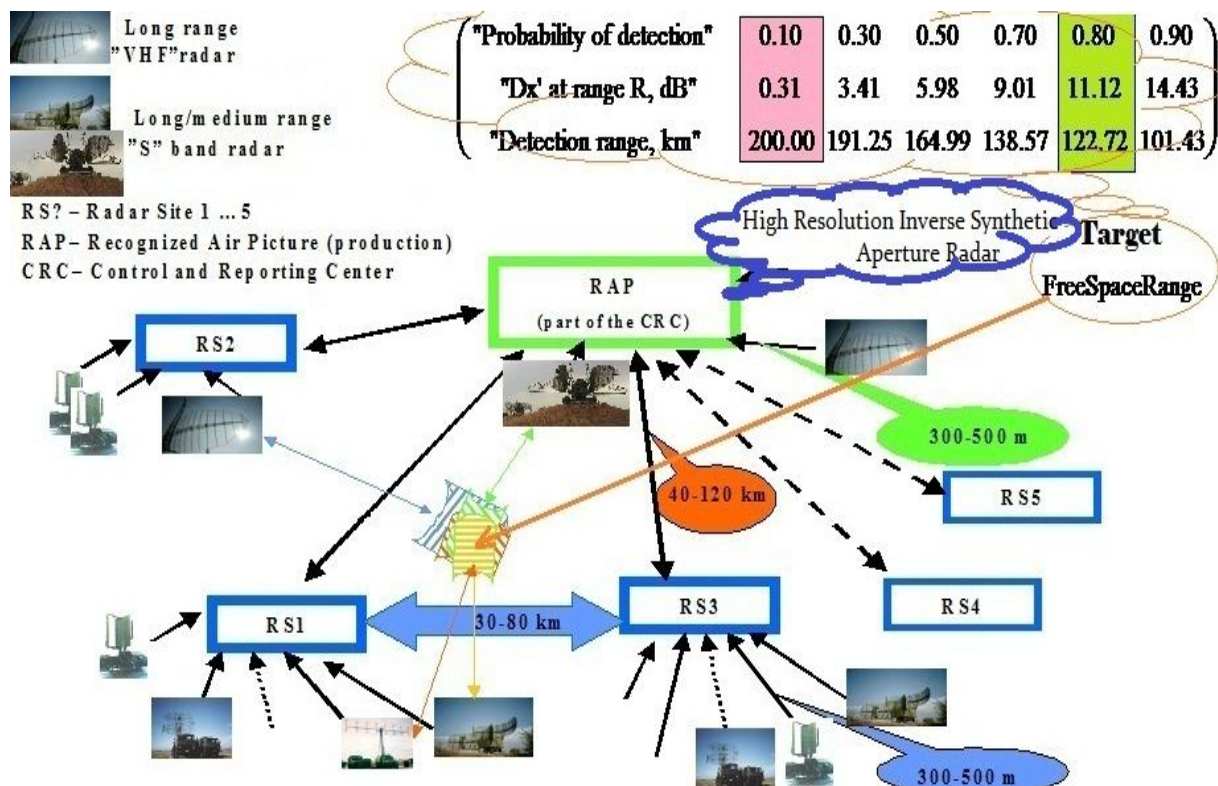 Long range
"VHF"radar
Long/medium range
"S" band radar
RS? – Radar Site 1 ... 5
RAP– Recognized Air Picture (production)
CRC– Control and Reporting Center
"Probability of detection" 0.10 0.30 0.50 0.70 0.80 0.90
"Dx' at range R, dB" 0.31 3.41 5.98 9.01 11.12 14.43
"Detection range, km" 200.00 191.25 164.99 138.57 122.72 101.43
High Resolution Inverse Synthetic
Aperture Radar
Target
FreeSpaceRange
RAP
(part of the CRC)
RS2
300-500 m
40-120 km
RS5
RS1
30-80 km
RS3
RS4
300-500 m